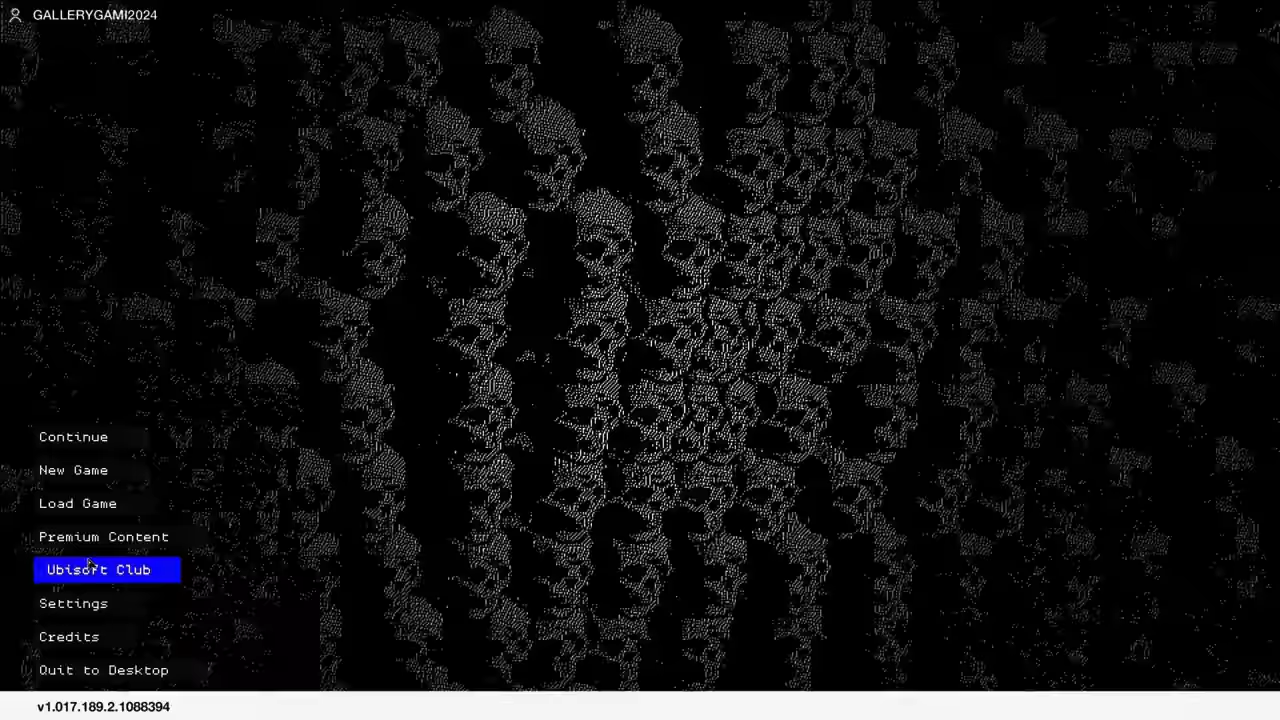 GALLERYGAMI2024
Continue
New Game
Load Game
Premium Content
Ubisoft Club
Settings
Credits
Quit to Desktop
v1.017.189.2.1088394